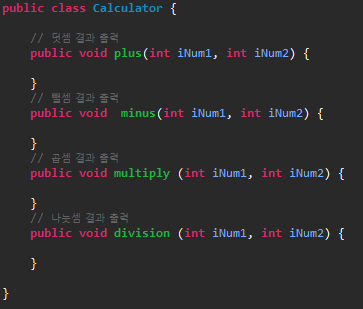 public class Calculator {
// 덧셈 결과 출력
public void plus(int iNum1, int iNum2) {
}
// 뺄셈 결과 출력
public void  minus(int iNum1, int iNum2) {
}
// 곱셈 결과 출력
public void multiply (int iNum1, int iNum2) {
}
// 나눗셈 결과 출력
public void division (int iNum1, int iNum2) {
}
}